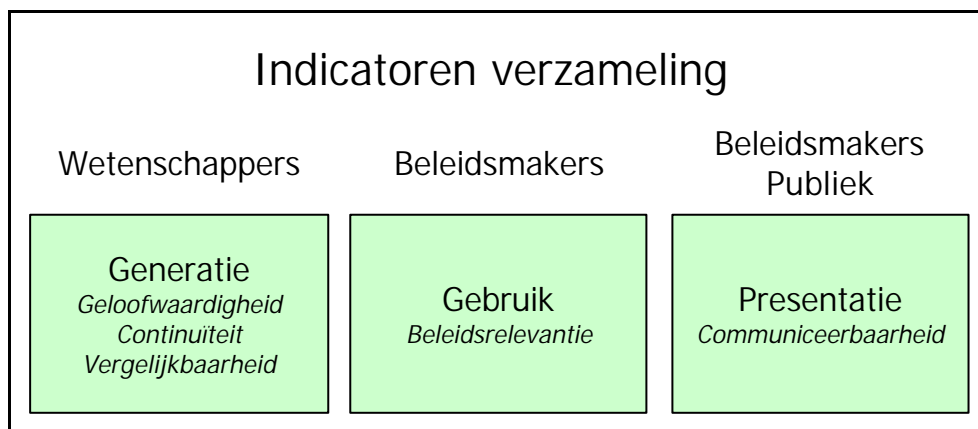 Indicatoren verzameling
Wetenschappers
Beleidsmakers
Beleidsmakers
Publiek
Generatie
Geloofwaardigheid
Continuïteit
Vergelijkbaarheid
Gebruik
Beleidsrelevantie
Presentatie
Communiceerbaarheid